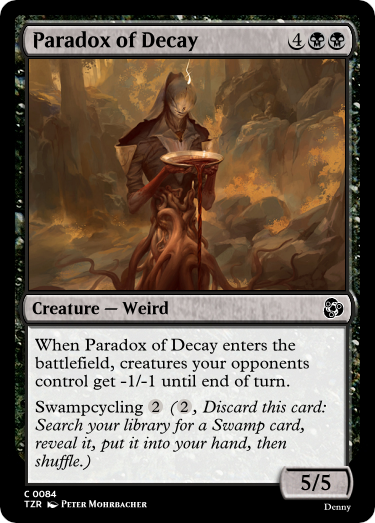 Paradox of Decay 4
Creature — Weird
When Paradox of Decay enters the
battlefield, creatures your opponents
control get -1/-1 until end of turn.
Swampcycling 2 (2, Discard this card:
Search your library for a Swamp card,
reveal it, put it into your hand, then
shuffle.)
5/5
C 0084
TZR Peter Mohrbacher
Denny